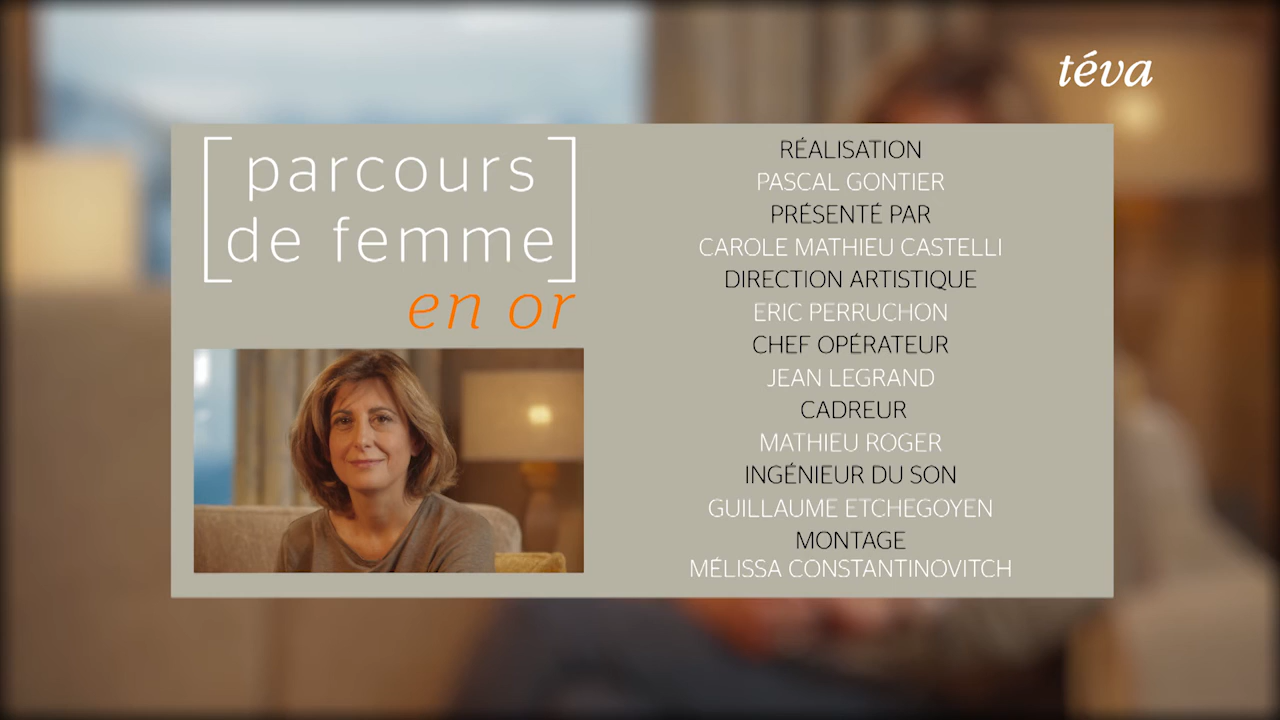 téva
parcours
de femme
en or
RÉALISATION
PASCAL GONTIER
PRÉSENTÉ PAR
CAROLE MATHIEU CASTELLI
DIRECTION ARTISTIQUE
ERIC PERRUCHON
CHEF OPÉRATEUR
JEAN LEGRAND
CADREUR
MATHIEU ROGER
INGÉNIEUR DU SON
GUILLAUME ETCHEGOYEN
MONTAGE
MÉLISSA CONSTANTINOVITCH